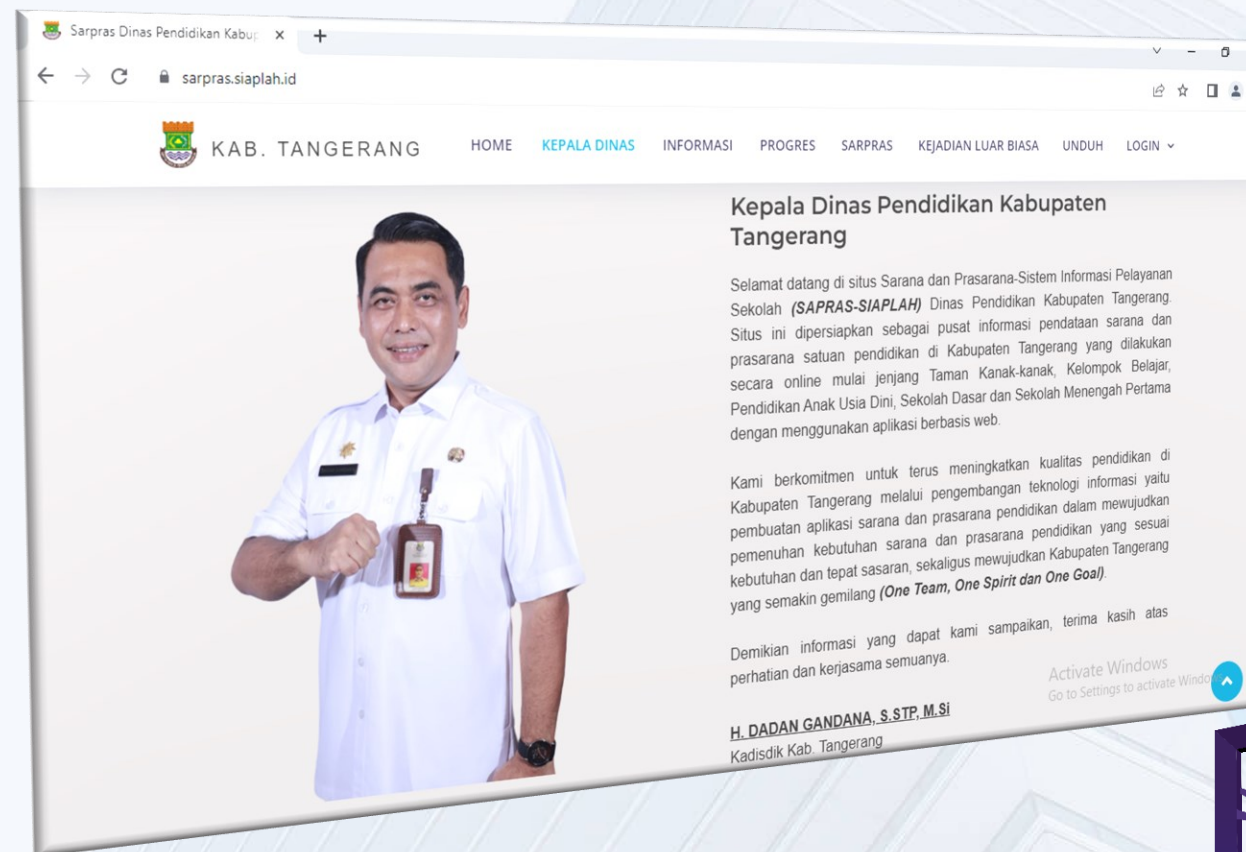 Sarpras Dinas Pendidikan Kabup
sarpras.siaplah.id
KAB. TANGERANG
HOME KEPALA DINAS INFORMASI PROGRES SARPRAS KEJADIAN LUAR BIASA UNDUH LOGIN
Kepala Dinas Pendidikan Kabupaten
Tangerang
Selamat datang di situs Sarana dan Prasarana-Sistem Informasi Pelayanan
Sekolah (SAPRAS-SIAPLAH) Dinas Pendidikan Kabupaten Tangerang.
Situs ini dipersiapkan sebagai pusat informasi pendataan sarana dan
prasarana satuan pendidikan di Kabupaten Tangerang yang dilakukan
secara online mulai jenjang Taman Kanak-kanak, Kelompok Belajar,
Pendidikan Anak Usia Dini, Sekolah Dasar dan Sekolah Menengah Pertama
dengan menggunakan aplikasi berbasis web.
Kami berkomitmen untuk terus meningkatkan kualitas pendidikan di
Kabupaten Tangerang melalui pengembangan teknologi informasi yaitu
pembuatan aplikasi sarana dan prasarana pendidikan dalam mewujudkan
pemenuhan kebutuhan sarana dan prasarana pendidikan yang sesuai
kebutuhan dan tepat sasaran, sekaligus mewujudkan Kabupaten Tangerang
yang semakin gemilang (One Team, One Spirit dan One Goal).
Demikian informasi yang dapat kami sampaikan, terima kasih atas
perhatian dan kerjasama semuanya.
Activate Windows
Go to Settings to activate Windows
H. DADAN GANDANA, S.STP, M.Si
Kadisdik Kab. Tangerang